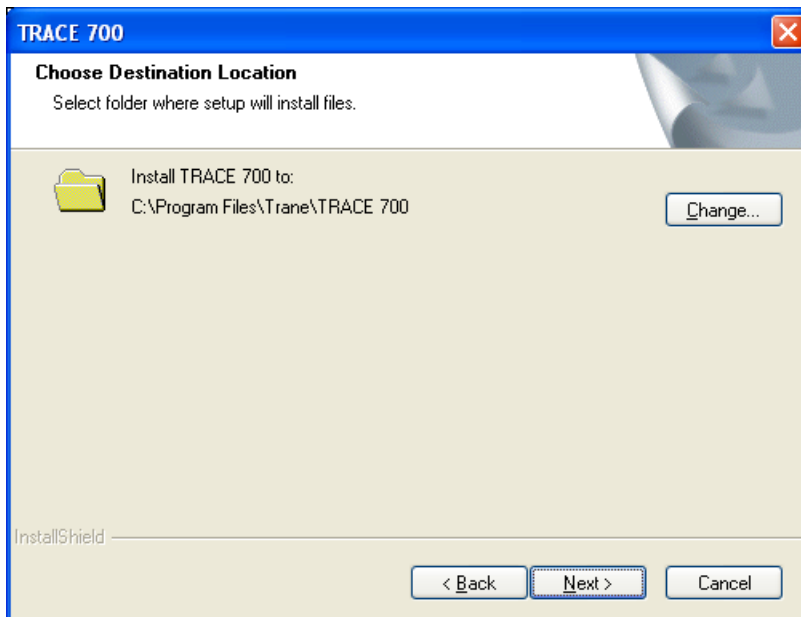 TRACE 700
Choose Destination Location
Select folder where setup will install files.
Install TRACE 700 to:
C:\Program Files\Trane\TRACE 700
Change...
InstallShield
< Back
Next >
Cancel